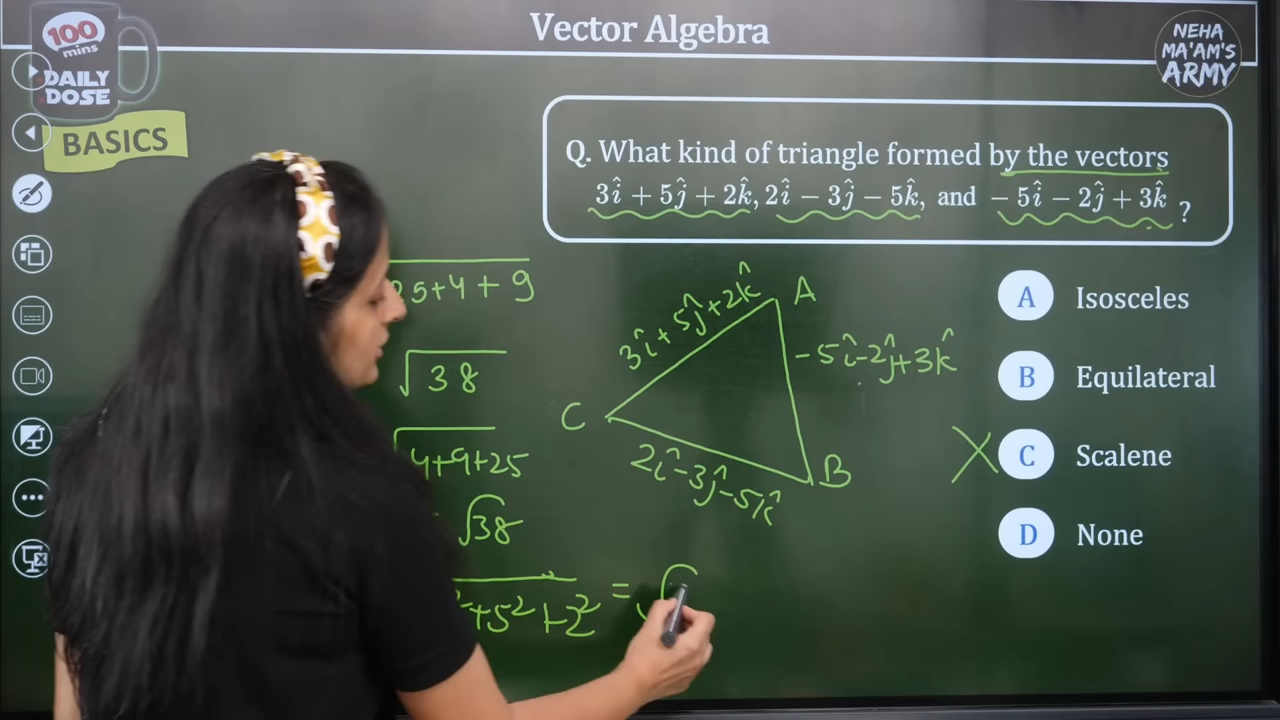 Vector Algebra
100
mins
DAILY
DOSE
BASICS
NEHA
MA'AM'S
ARMY
Q. What kind of triangle formed by the vectors
3î + 5ĵ + 2k̂, 2î − 3ĵ − 5k̂, and − 5î − 2ĵ + 3k̂ ?
A Isosceles
B Equilateral
C Scalene
D None
25+4+9
√38
√4+9+25
√38
+5²+2² =
A
3î+5ĵ+2k̂
-5î-2ĵ+3k̂
C
2î-3ĵ-5k̂
B